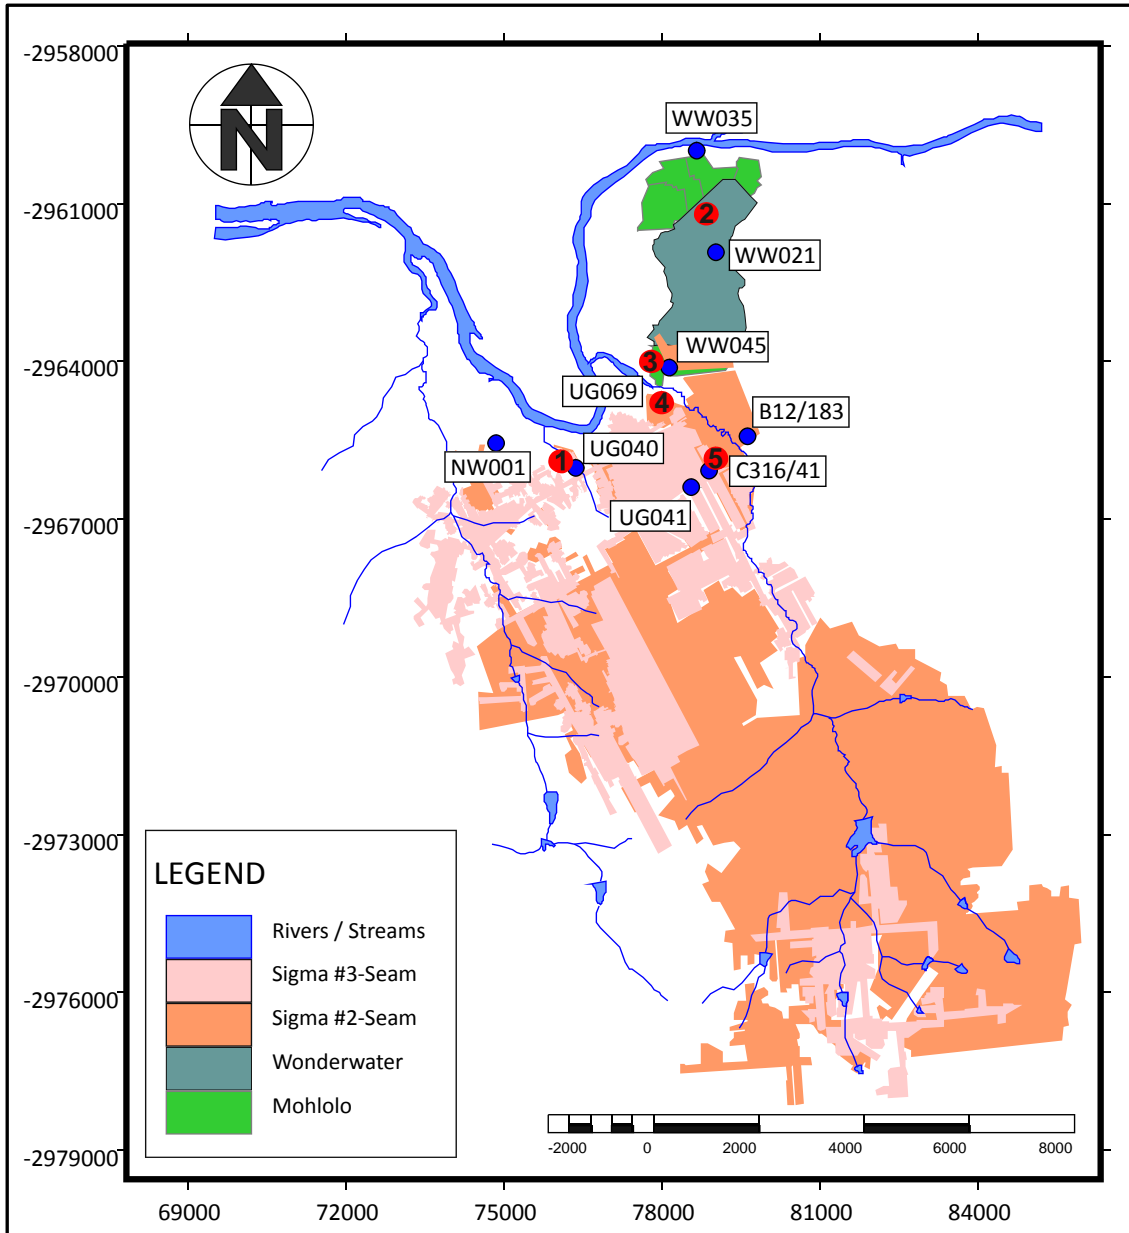 -2958000
N
WW035
-2961000
2
WW021
-2964000
3
WW045
UG069
4
B12/183
UG040
1
NW001
5
C316/41
UG041
-2967000
-2970000
-2973000
LEGEND
Rivers / Streams
Sigma #3-Seam
Sigma #2-Seam
Wonderwater
Mohlolo
-2976000
-2979000
-2000 0 2000 4000 6000 8000
69000 72000 75000 78000 81000 84000